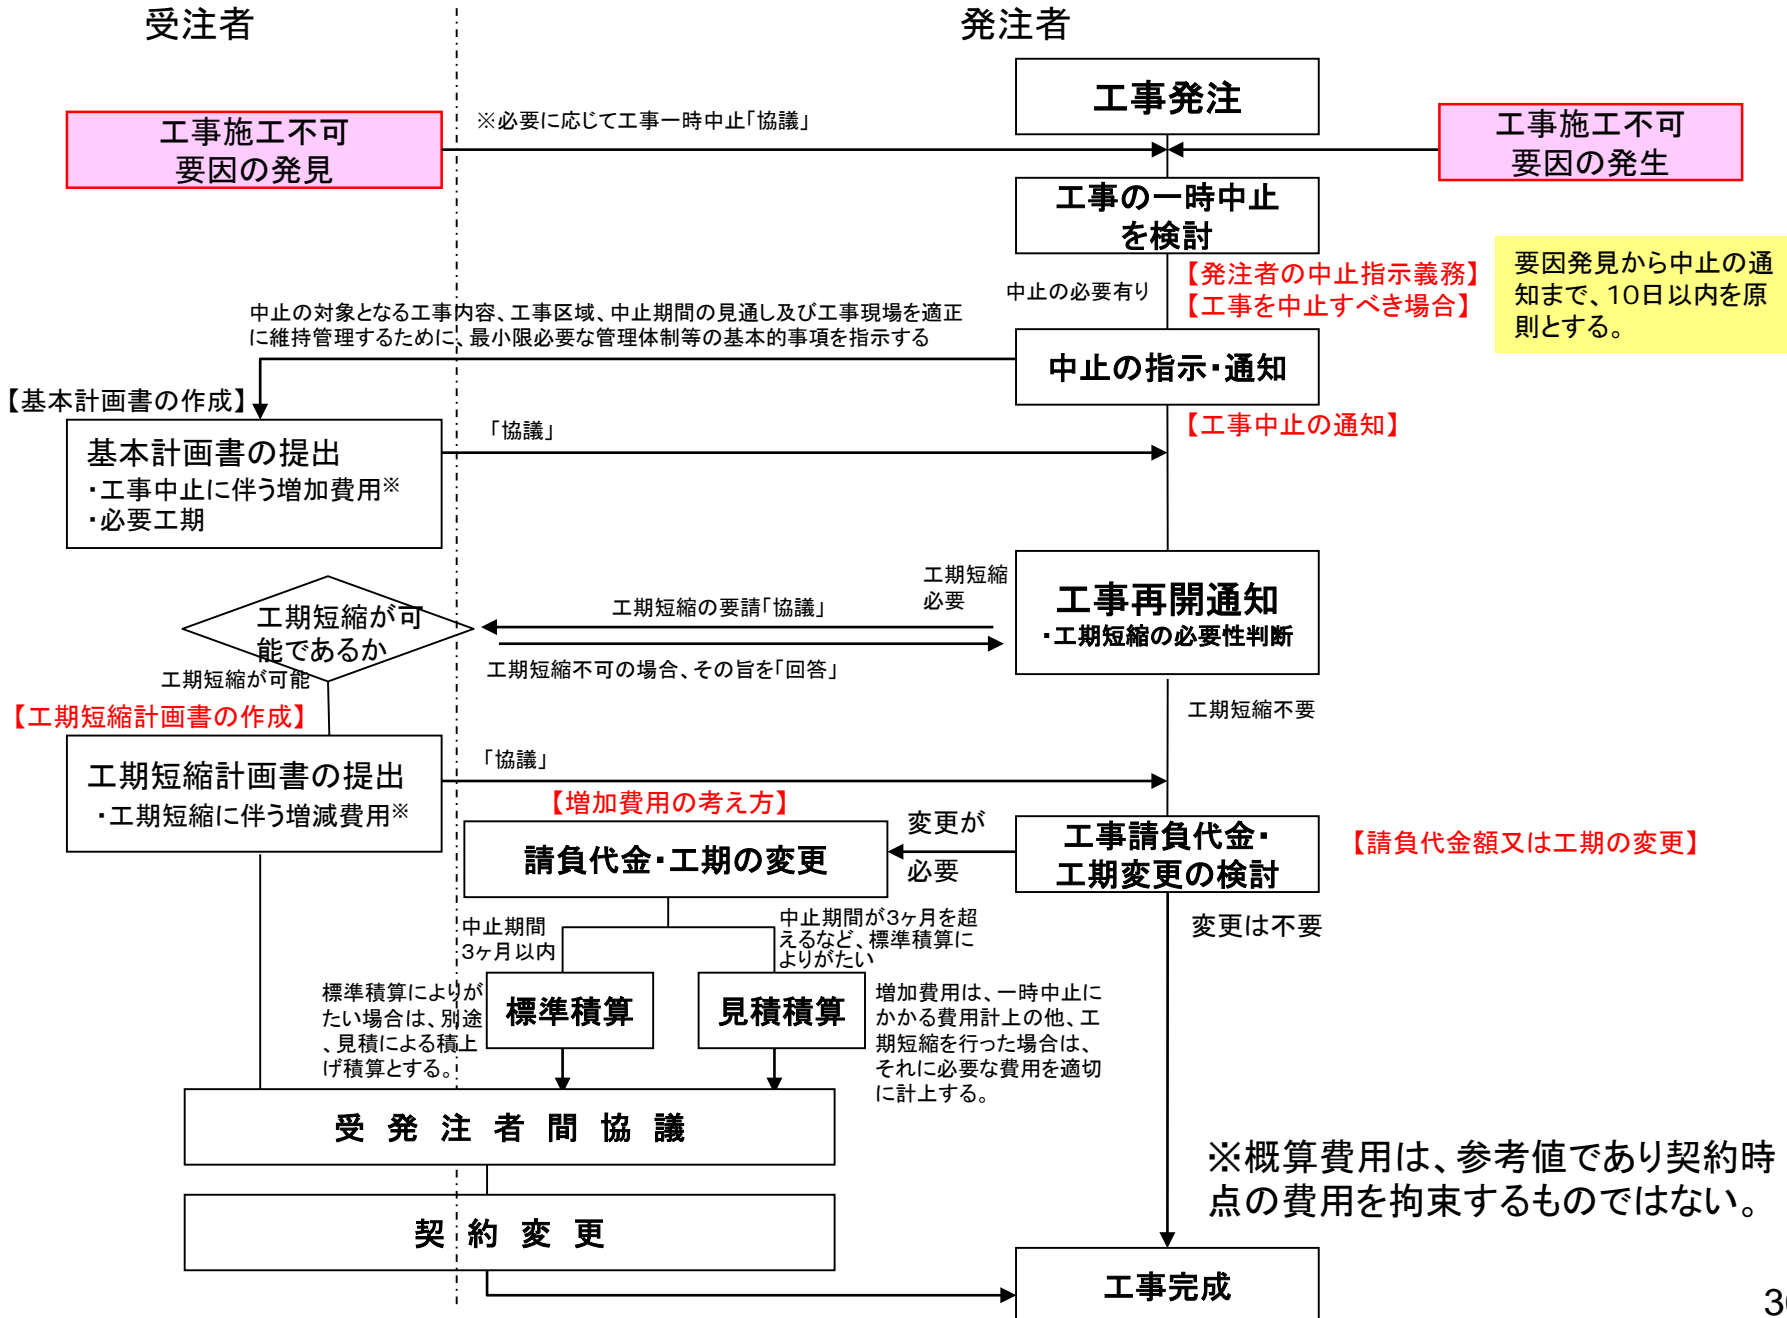 受注者
発注者
工事発注
工事施工不可
要因の発見
※必要に応じて工事一時中止「協議」
工事施工不可
要因の発生
工事の一時中止
を検討
【発注者の中止指示義務】
【工事を中止すべき場合】
中止の必要有り
要因発見から中止の通
知まで、10日以内を原
則とする。
中止の対象となる工事内容、工事区域、中止期間の見通し及び工事現場を適正
に維持管理するために、最小限必要な管理体制等の基本的事項を指示する
中止の指示・通知
【基本計画書の作成】
【工事中止の通知】
基本計画書の提出
・工事中止に伴う増加費用※
・必要工期
「協議」
工期短縮
必要
工事再開通知
・工期短縮の必要性判断
工期短縮の要請「協議」
工期短縮が可
能であるか
工期短縮不可の場合、その旨を「回答」
工期短縮が可能
工期短縮不要
【工期短縮計画書の作成】
工期短縮計画書の提出
・工期短縮に伴う増減費用※
「協議」
【増加費用の考え方】
請負代金・工期の変更
変更が
必要
工事請負代金・
工期変更の検討
【請負代金額又は工期の変更】
変更は不要
中止期間
3ヶ月以内
中止期間が3ヶ月を超
えるなど、標準積算に
よりがたい
標準積算によりが
たい場合は、別途
、見積による積上
げ積算とする。
標準積算
見積積算
増加費用は、一時中止に
かかる費用計上の他、工
期短縮を行った場合は、
それに必要な費用を適切
に計上する。
受発注者間協議
※概算費用は、参考値であり契約時
点の費用を拘束するものではない。
契約変更
工事完成